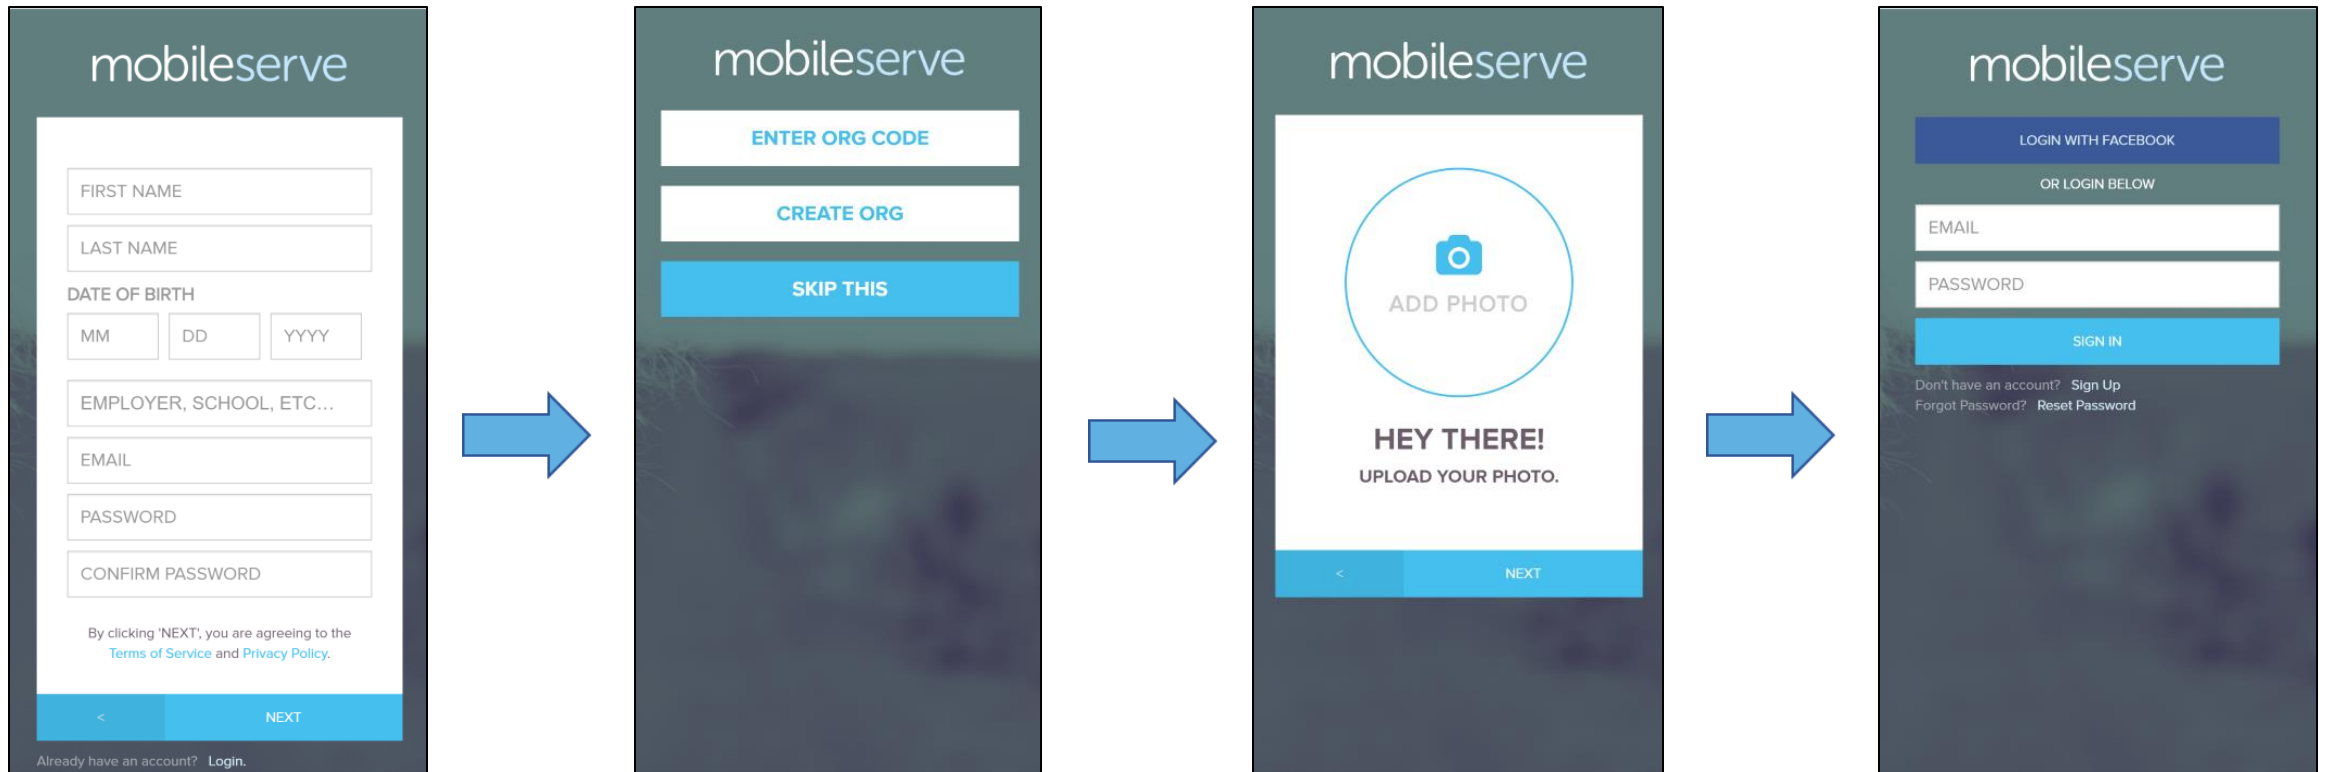 mobileserve
FIRST NAME
LAST NAME
DATE OF BIRTH
MM DD YYYY
EMPLOYER, SCHOOL, ETC...
EMAIL
PASSWORD
CONFIRM PASSWORD
By clicking 'NEXT', you are agreeing to the
Terms of Service and Privacy Policy.
< NEXT
Already have an account? Login.
mobileserve
ENTER ORG CODE
CREATE ORG
SKIP THIS
mobileserve
ADD PHOTO
HEY THERE!
UPLOAD YOUR PHOTO.
< NEXT
mobileserve
LOGIN WITH FACEBOOK
OR LOGIN BELOW
EMAIL
PASSWORD
SIGN IN
Don't have an account? Sign Up
Forgot Password? Reset Password